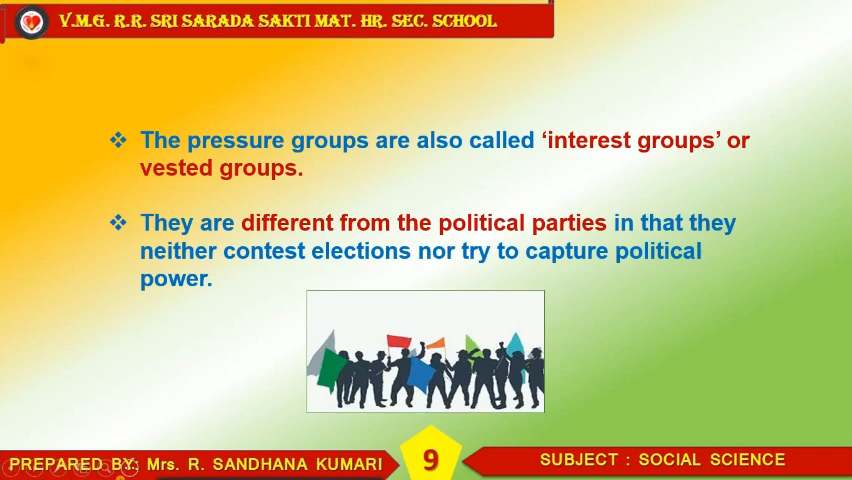 V.M.G. R.R. SRI SARADA SAKTI MAT. HR. SEC. SCHOOL
❖ The pressure groups are also called ‘interest groups’ or
vested groups.
❖ They are different from the political parties in that they
neither contest elections nor try to capture political
power.
PREPARED BY: Mrs. R. SANDHANA KUMARI
9
SUBJECT : SOCIAL SCIENCE